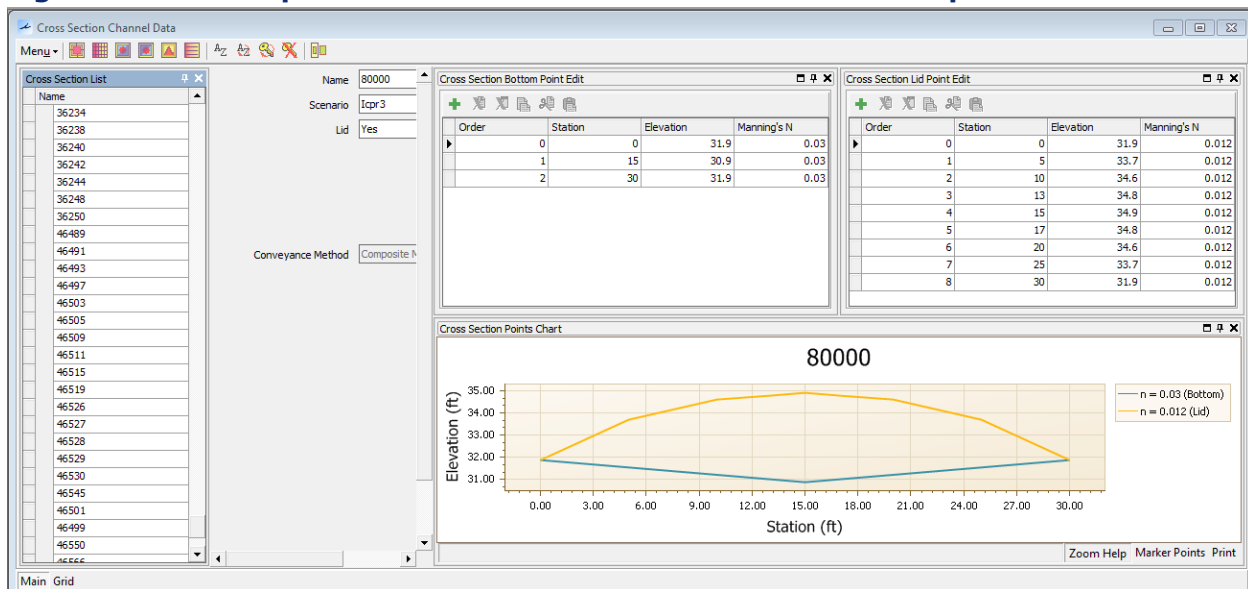 Cross Section Channel Data
Menu
Cross Section List
Name
36234
36238
36240
36242
36244
36248
36250
46489
46491
46493
46497
46503
46505
46509
46511
46515
46519
46526
46527
46528
46529
46530
46545
46501
46499
46550
Name 80000
Scenario Icpr3
Lid Yes
Conveyance Method Composite M
Cross Section Bottom Point Edit
Order Station Elevation Manning's N
0 0 31.9 0.03
1 15 30.9 0.03
2 30 31.9 0.03
Cross Section Lid Point Edit
Order Station Elevation Manning's N
0 0 31.9 0.012
1 5 33.7 0.012
2 10 34.6 0.012
3 13 34.8 0.012
4 15 34.9 0.012
5 17 34.8 0.012
6 20 34.6 0.012
7 25 33.7 0.012
8 30 31.9 0.012
Cross Section Points Chart
80000
Elevation (ft)
35.00
34.00
33.00
32.00
31.00
0.00 3.00 6.00 9.00 12.00 15.00 18.00 21.00 24.00 27.00 30.00
Station (ft)
n = 0.03 (Bottom)
n = 0.012 (Lid)
Zoom Help Marker Points Print
Main Grid